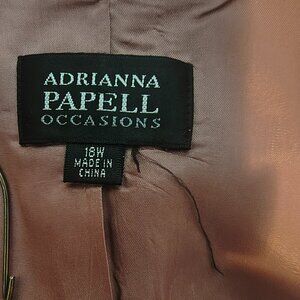 ADRIANNA
PAPELL
OCCASIONS
18W
MADE IN
CHINA